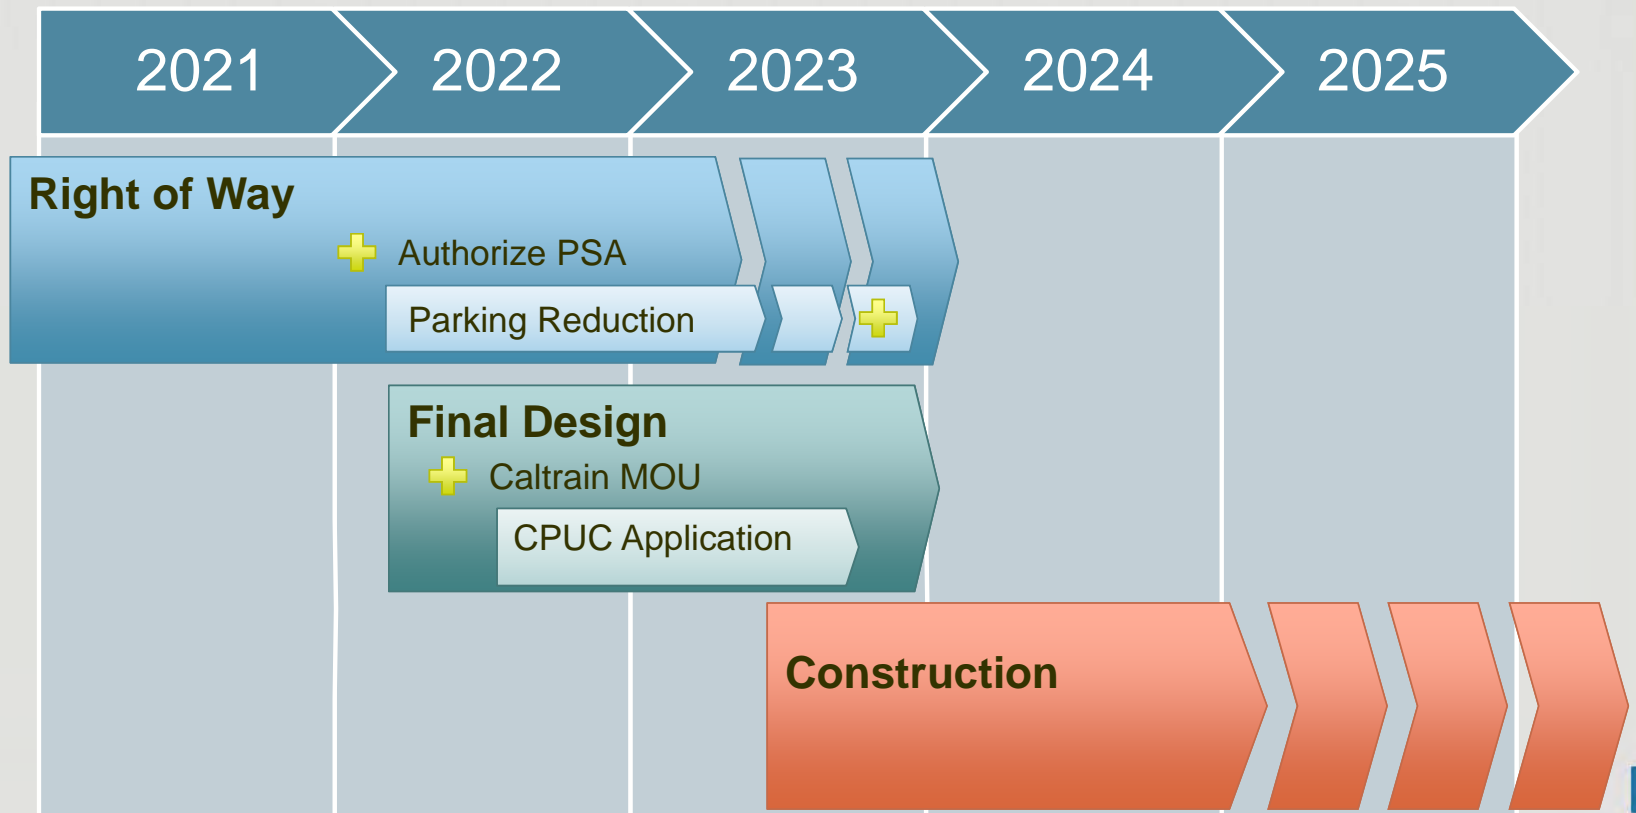 2021 2022 2023 2024 2025
Right of Way
Authorize PSA
Parking Reduction
Final Design
Caltrain MOU
CPUC Application
Construction